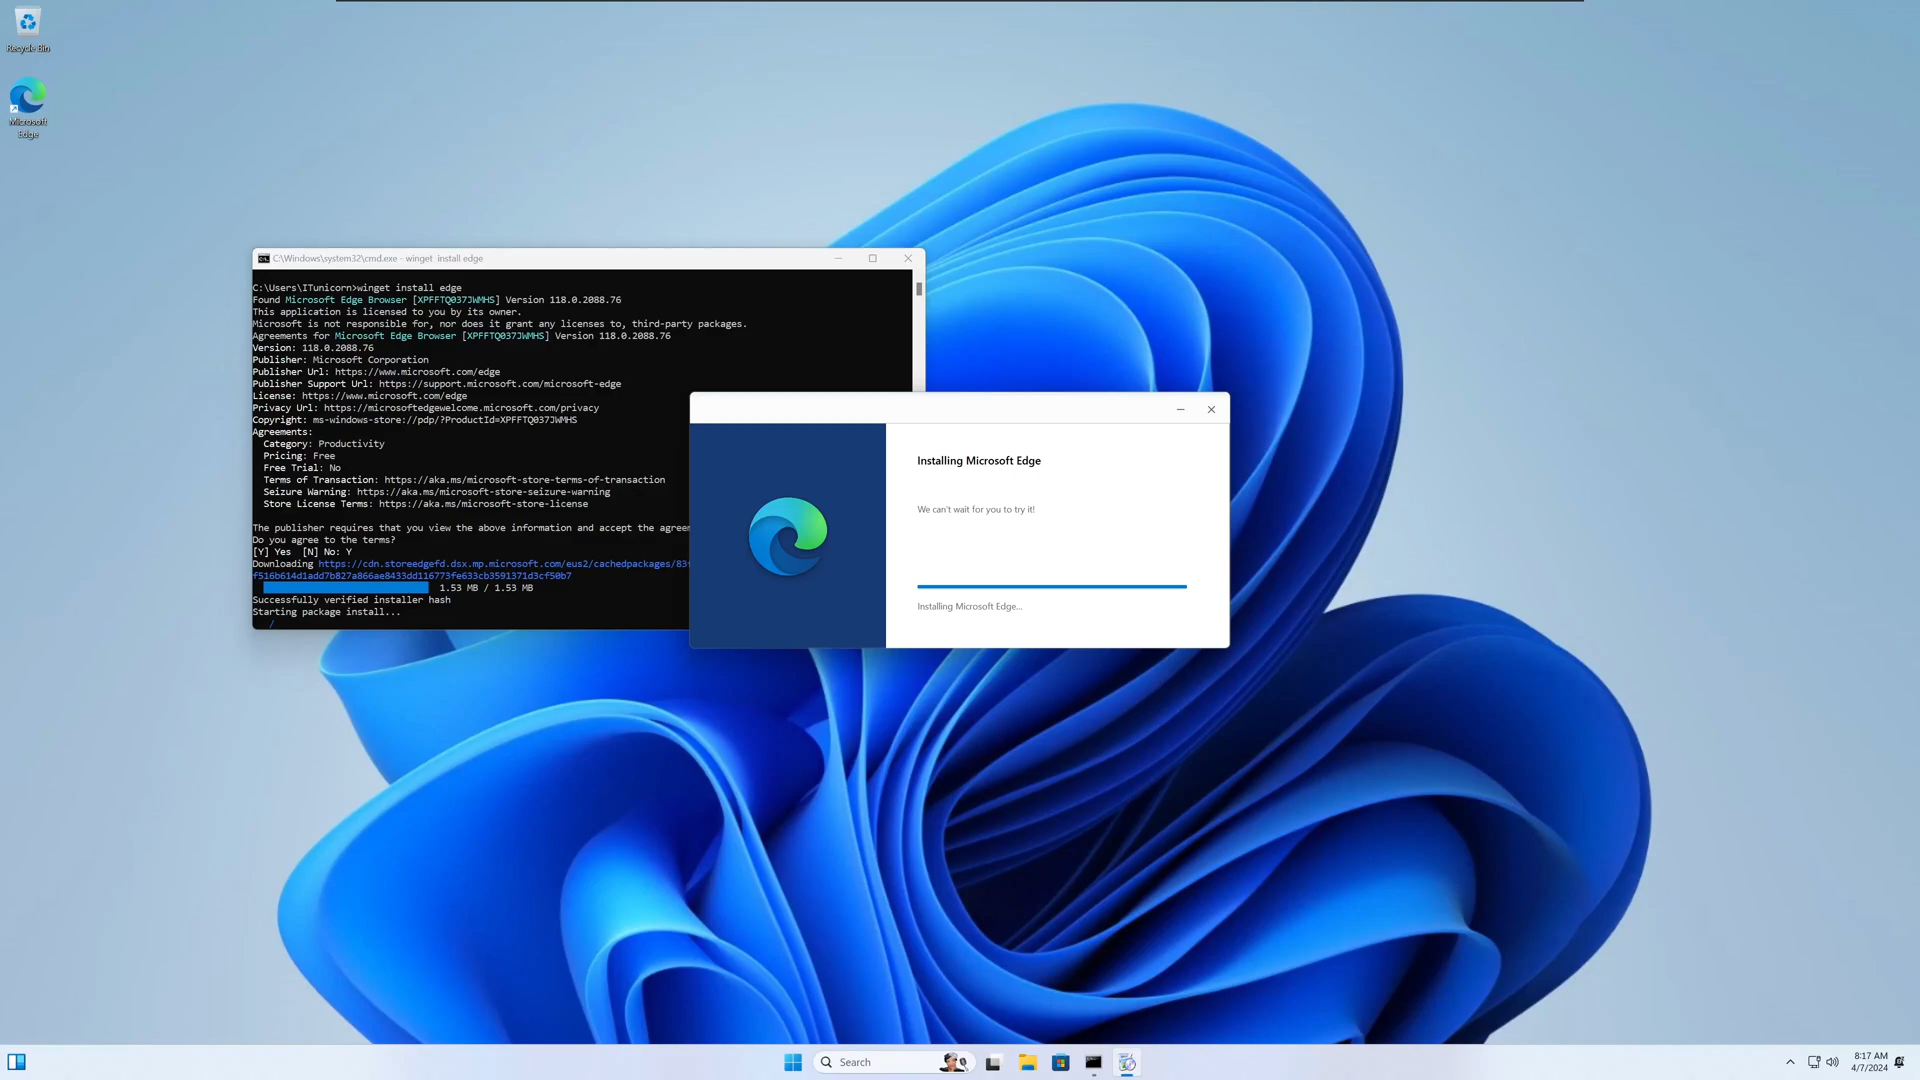 Recycle Bin
Microsoft
Edge
C:\Windows\system32\cmd.exe - winget  install edge
C:\Users\ITunicorn>winget install edge
Found Microsoft Edge Browser [XPFFTQ037JWMHS] Version 118.0.2088.76
This application is licensed to you by its owner.
Microsoft is not responsible for, nor does it grant any licenses to, third-party packages.
Agreements for Microsoft Edge Browser [XPFFTQ037JWMHS] Version 118.0.2088.76
Version: 118.0.2088.76
Publisher: Microsoft Corporation
Publisher Url: https://www.microsoft.com/edge
Publisher Support Url: https://support.microsoft.com/microsoft-edge
License: https://www.microsoft.com/edge
Privacy Url: https://microsoftedgewelcome.microsoft.com/privacy
Copyright: ms-windows-store://pdp/?ProductId=XPFFTQ037JWMHS
Agreements:
Category: Productivity
Pricing: Free
Free Trial: No
Terms of Transaction: https://aka.ms/microsoft-store-terms-of-transaction
Seizure Warning: https://aka.ms/microsoft-store-seizure-warning
Store License Terms: https://aka.ms/microsoft-store-license
The publisher requires that you view the above information and accept the agree
Do you agree to the terms?
[Y] Yes  [N] No: Y
Downloading https://cdn.storeedgefd.dsx.mp.microsoft.com/eus2/cachedpackages/83
f516b614d1add7b827a866ae8433dd116773fe633cb3591371d3cf50b7
1.53 MB / 1.53 MB
Successfully verified installer hash
Starting package install...
/
Installing Microsoft Edge
We can't wait for you to try it!
Installing Microsoft Edge...
Search
8:17 AM
4/7/2024